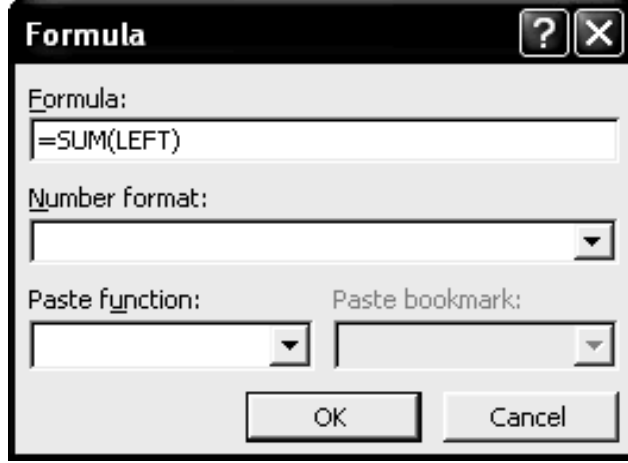 Formula
Formula:
=SUM(LEFT)
Number format:
Paste function: Paste bookmark:
OK Cancel